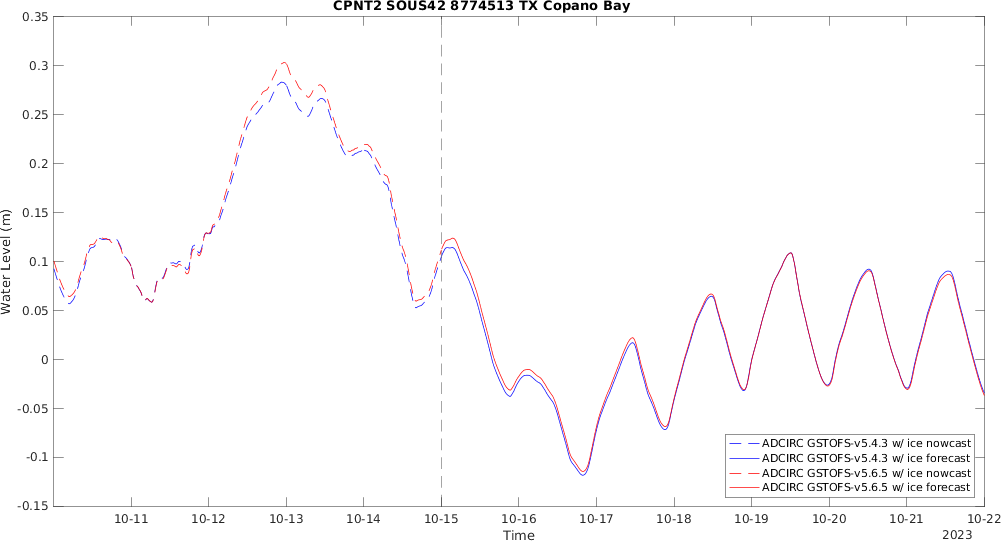 CPNT2 SOUS42 8774513 TX Copano Bay
0.35
0.3
0.25
0.2
0.15
0.1
0.05
0
-0.05
-0.1
-0.15
Water Level (m)
ADCIRC GSTOFS-v5.4.3 w/ ice nowcast
ADCIRC GSTOFS-v5.4.3 w/ ice forecast
ADCIRC GSTOFS-v5.6.5 w/ ice nowcast
ADCIRC GSTOFS-v5.6.5 w/ ice forecast
10-11 10-12 10-13 10-14 10-15 10-16 10-17 10-18 10-19 10-20 10-21 10-22
Time
2023